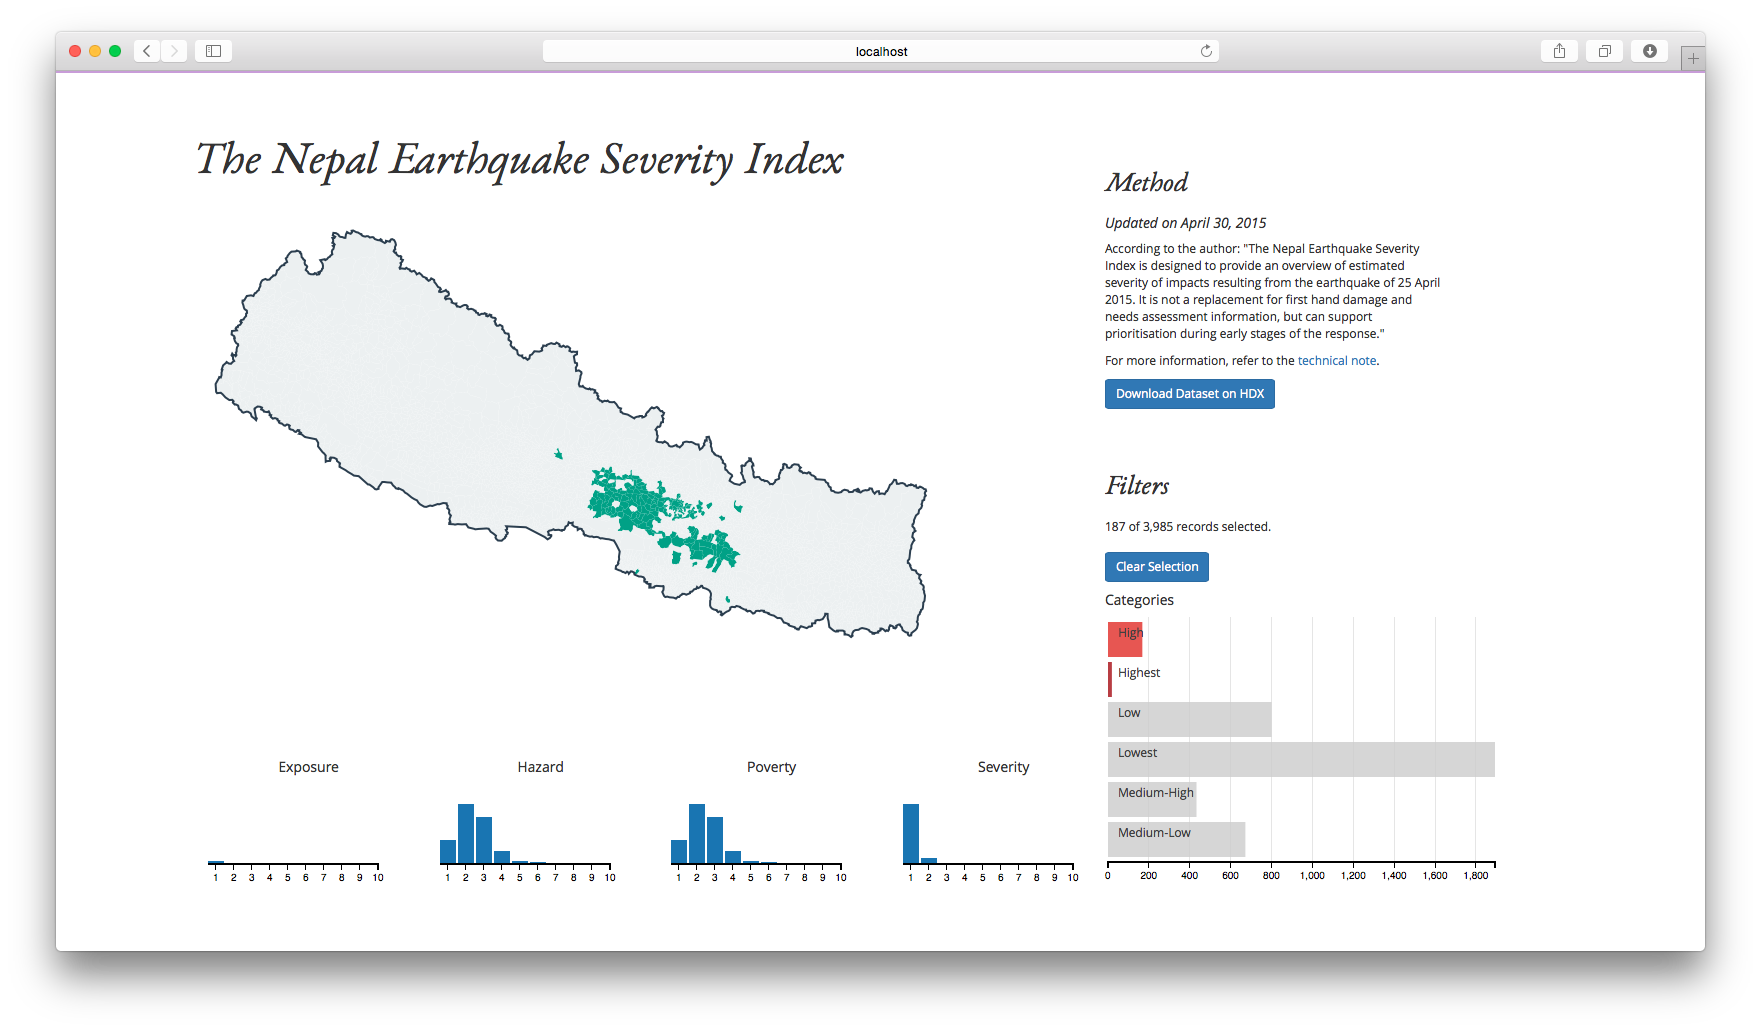 localhost
The Nepal Earthquake Severity Index
Method
Updated on April 30, 2015
According to the author: "The Nepal Earthquake Severity
Index is designed to provide an overview of estimated
severity of impacts resulting from the earthquake of 25 April
2015. It is not a replacement for first hand damage and
needs assessment information, but can support
prioritisation during early stages of the response."
For more information, refer to the technical note.
Download Dataset on HDX
Filters
187 of 3,985 records selected.
Clear Selection
Categories
High
Highest
Low
Lowest
Medium-High
Medium-Low
0 200 400 600 800 1,000 1,200 1,400 1,600 1,800
Exposure
1 2 3 4 5 6 7 8 9 10
Hazard
1 2 3 4 5 6 7 8 9 10
Poverty
1 2 3 4 5 6 7 8 9 10
Severity
1 2 3 4 5 6 7 8 9 10